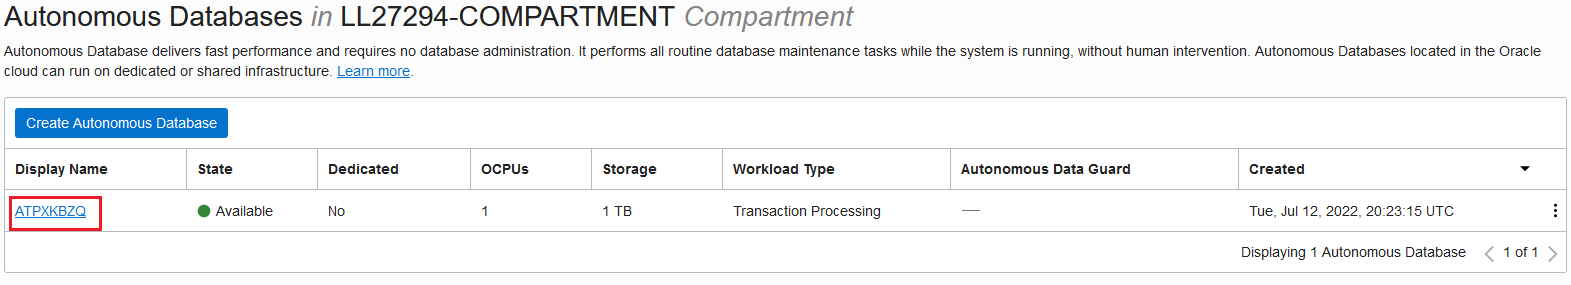 Autonomous Databases in LL27294-COMPARTMENT Compartment
Autonomous Database delivers fast performance and requires no database administration. It performs all routine database maintenance tasks while the system is running, without human intervention. Autonomous Databases located in the Oracle
cloud can run on dedicated or shared infrastructure. Learn more.
Create Autonomous Database
Display Name State Dedicated OCPUs Storage Workload Type Autonomous Data Guard Created
ATPXKBZQ Available No 1 1 TB Transaction Processing — Tue, Jul 12, 2022, 20:23:15 UTC
Displaying 1 Autonomous Database 1 of 1